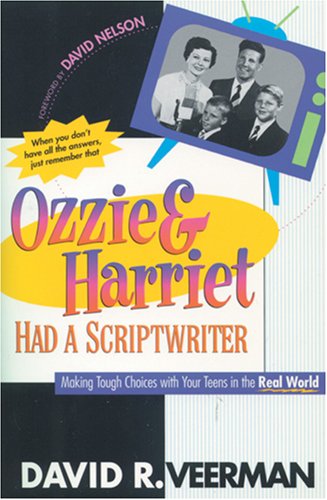 FOREWORD BY DAVID NELSON
When you don't
have all the answers,
just remember that
Ozzie &
Harriet
HAD A SCRIPTWRITER
Making Tough Choices with Your Teens in the Real World
DAVID R. VEERMAN